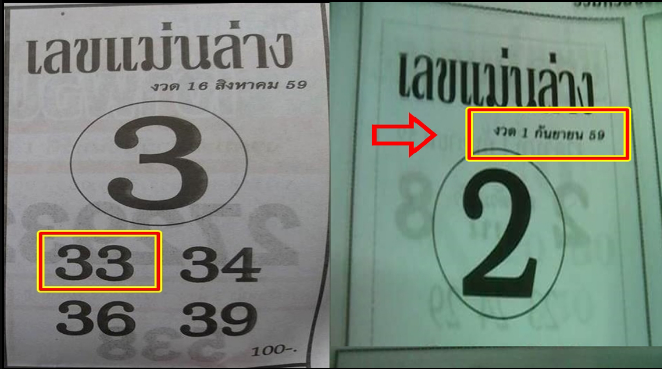 เลขแม่นล่าง
งวด 16 สิงหาคม 59
3
33 34
36 39
100-.
เลขแม่นล่าง
งวด 1 กันยายน 59
2